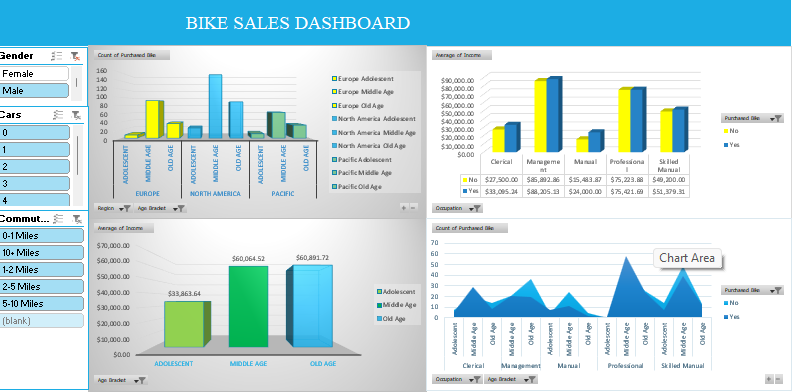 BIKE SALES DASHBOARD
Gender
Female
Male
Cars
0
1
2
3
4
Commut...
0-1 Miles
10+ Miles
1-2 Miles
2-5 Miles
5-10 Miles
(blank)
Count of Purchased Bike
160
140
120
100
80
60
40
20
0
ADOLESCENT
MIDDLE AGE
OLD AGE
ADOLESCENT
MIDDLE AGE
OLD AGE
ADOLESCENT
MIDDLE AGE
OLD AGE
EUROPE
NORTH AMERICA
PACIFIC
Europe Adolescent
Europe Middle Age
Europe Old Age
North America Adolescent
North America Middle Age
North America Old Age
Pacific Adolescent
Pacific Middle Age
Pacific Old Age
Region
Age Bracket
Average of Income
$90,000.00
$80,000.00
$70,000.00
$60,000.00
$50,000.00
$40,000.00
$30,000.00
$20,000.00
$10,000.00
$0.00
Clerical
Manageme
nt
Manual
Professiona
l
Skilled
Manual
No $27,500.00 $85,892.86 $15,483.87 $75,223.88 $49,200.00
Yes $33,095.24 $88,205.13 $24,000.00 $75,421.69 $51,379.31
Purchased Bike
No
Yes
Occupation
Average of Income
$70,000.00
$60,000.00
$50,000.00
$40,000.00
$30,000.00
$20,000.00
$10,000.00
$0.00
$33,863.64
$60,064.52
$60,891.72
ADOLESCENT
MIDDLE AGE
OLD AGE
Adolescent
Middle Age
Old Age
Age Bracket
Count of Purchased Bike
70
60
50
40
30
20
10
0
Chart Area
Adolescent
Middle Age
Old Age
Adolescent
Middle Age
Old Age
Adolescent
Middle Age
Old Age
Adolescent
Middle Age
Old Age
Adolescent
Middle Age
Old Age
Clerical
Management
Manual
Professional
Skilled Manual
Purchased Bike
No
Yes
Occupation
Age Bracket